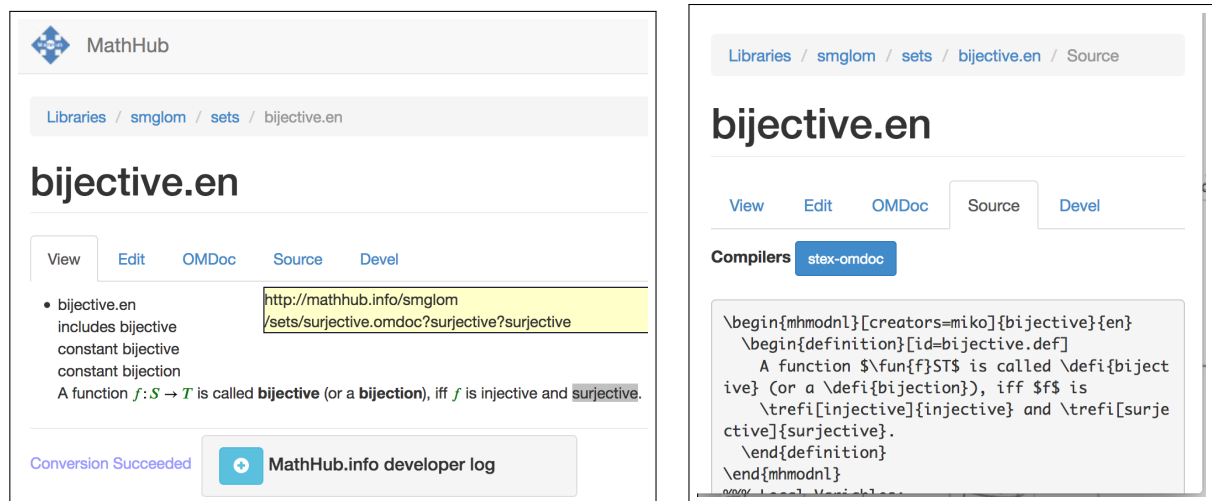 MathHub
Libraries / smglom / sets / bijective.en
bijective.en
View Edit OMDoc Source Devel
http://mathhub.info/smglom
/sets/surjective.omdoc?surjective?surjective
• bijective.en
includes bijective
constant bijective
constant bijection
A function f : S → T is called bijective (or a bijection), iff f is injective and surjective.
Conversion Succeeded
MathHub.info developer log
Libraries / smglom / sets / bijective.en / Source
bijective.en
View Edit OMDoc Source Devel
Compilers stex-omdoc
\begin{mhmodnl}[creators=miko]{bijective}{en}
\begin{definition}[id=bijective.def]
A function $\fun{f}ST$ is called \defi{biject
ive} (or a \defi{bijection}), iff $f$ is
\trefi[injective]{injective} and \trefi[surje
ctive]{surjective}.
\end{definition}
\end{mhmodnl}
%%% Local Variables: